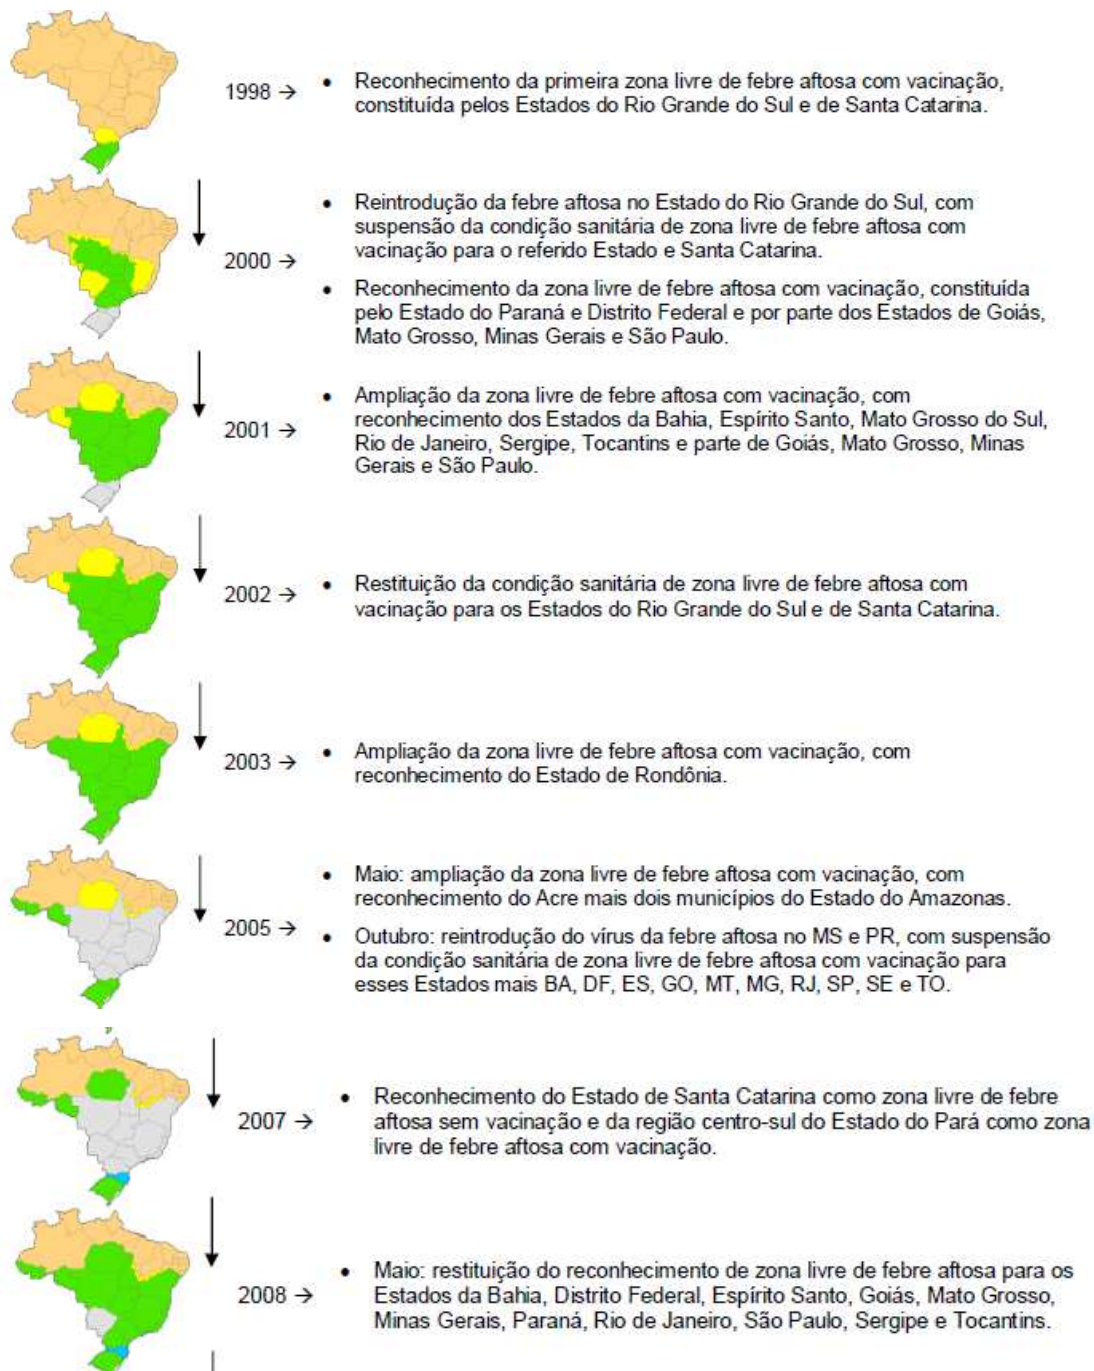 1998 → • Reconhecimento da primeira zona livre de febre aftosa com vacinação,
constituída pelos Estados do Rio Grande do Sul e de Santa Catarina.
2000 → • Reintrodução da febre aftosa no Estado do Rio Grande do Sul, com
suspensão da condição sanitária de zona livre de febre aftosa com
vacinação para o referido Estado e Santa Catarina.
• Reconhecimento da zona livre de febre aftosa com vacinação, constituída
pelo Estado do Paraná e Distrito Federal e por parte dos Estados de Goiás,
Mato Grosso, Minas Gerais e São Paulo.
2001 → • Ampliação da zona livre de febre aftosa com vacinação, com
reconhecimento dos Estados da Bahia, Espírito Santo, Mato Grosso do Sul,
Rio de Janeiro, Sergipe, Tocantins e parte de Goiás, Mato Grosso, Minas
Gerais e São Paulo.
2002 → • Restituição da condição sanitária de zona livre de febre aftosa com
vacinação para os Estados do Rio Grande do Sul e de Santa Catarina.
2003 → • Ampliação da zona livre de febre aftosa com vacinação, com
reconhecimento do Estado de Rondônia.
2005 → • Maio: ampliação da zona livre de febre aftosa com vacinação, com
reconhecimento do Acre mais dois municípios do Estado do Amazonas.
• Outubro: reintrodução do vírus da febre aftosa no MS e PR, com suspensão
da condição sanitária de zona livre de febre aftosa com vacinação para
esses Estados mais BA, DF, ES, GO, MT, MG, RJ, SP, SE e TO.
2007 → • Reconhecimento do Estado de Santa Catarina como zona livre de febre
aftosa sem vacinação e da região centro-sul do Estado do Pará como zona
livre de febre aftosa com vacinação.
2008 → • Maio: restituição do reconhecimento de zona livre de febre aftosa para os
Estados da Bahia, Distrito Federal, Espírito Santo, Goiás, Mato Grosso,
Minas Gerais, Paraná, Rio de Janeiro, São Paulo, Sergipe e Tocantins.